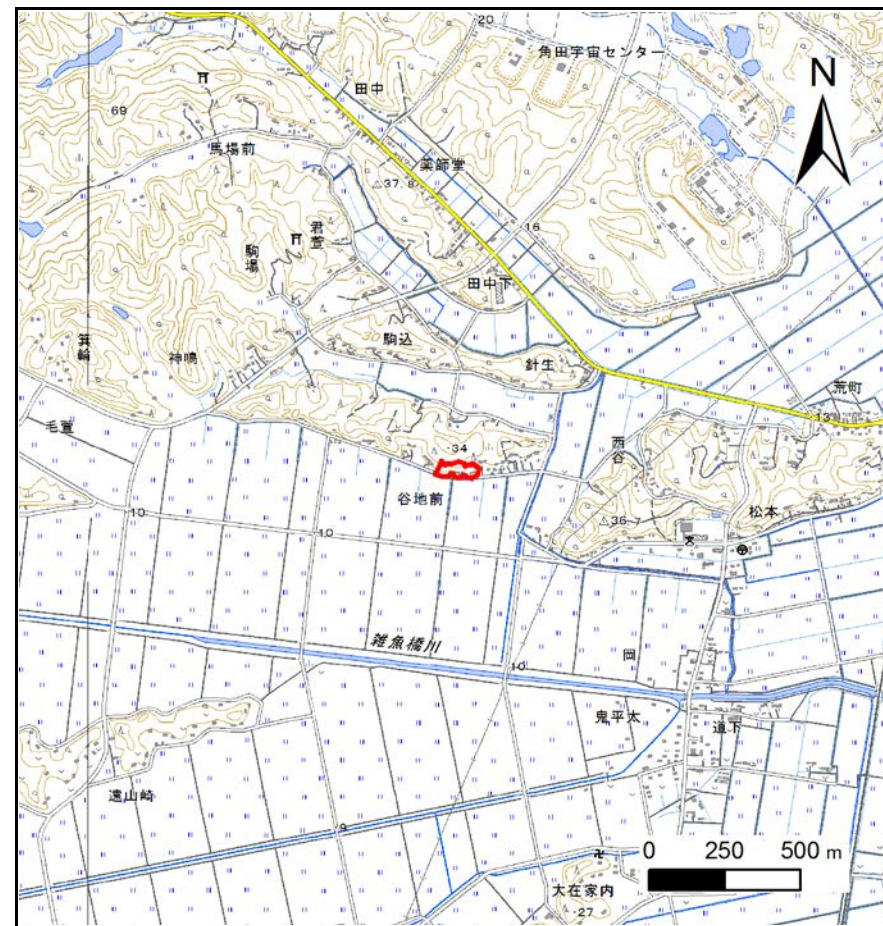 20
角田宇宙センター
N
田中
69
馬場前
薬師堂
37.8
16
君萱
駒場
50
田中下
10
箕輪
神鳴
駒込
30
針生
荒町
13
毛萱
34
西谷
谷地前
松本
36.7
10
10
雑魚橋川
10
岡
鬼平太
道下
遠山崎
9
0 250 500 m
大在家内
27